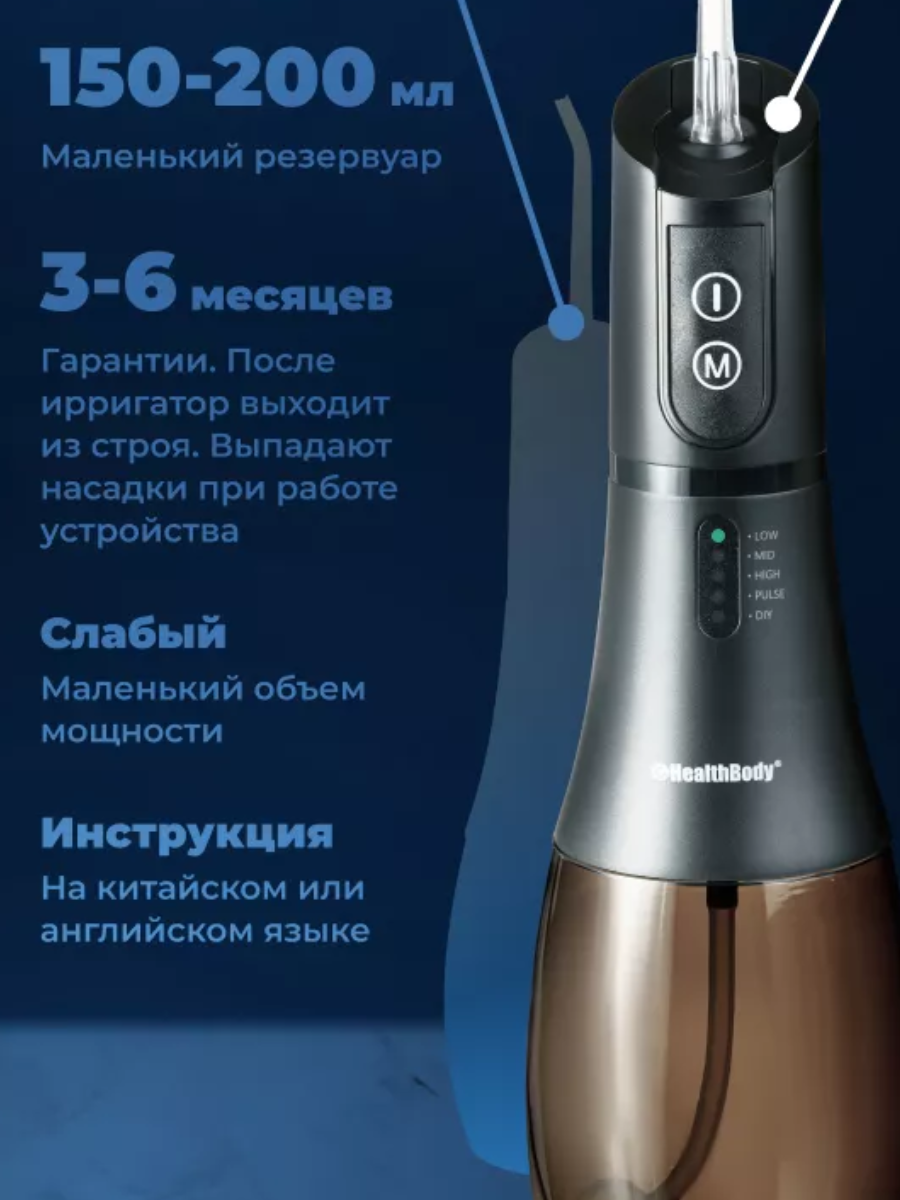 150-200 мл
Маленький резервуар
3-6 месяцев
Гарантии. После
ирригатор выходит
из строя. Выпадают
насадки при работе
устройства
Слабый
Маленький объем
мощности
Инструкция
На китайском или
английском языке
M
• LOW
• MID
• HIGH
• PULSE
• DIY
HealthBody®